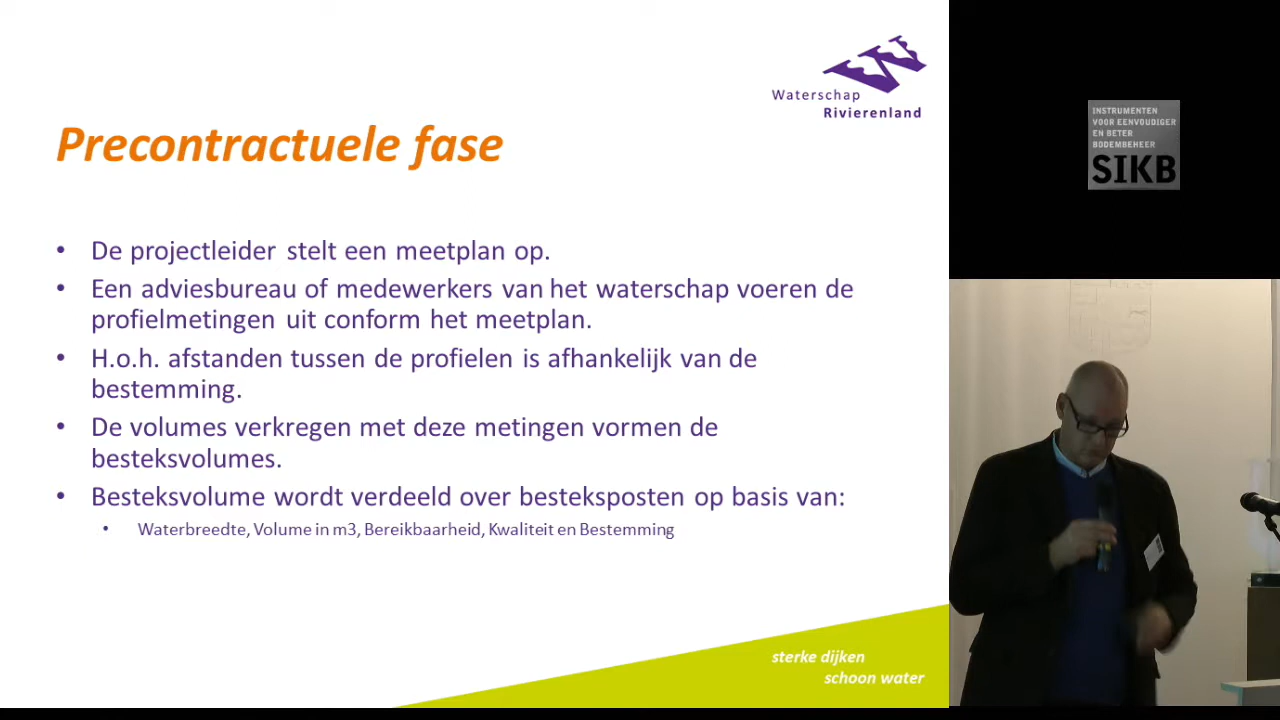 Waterschap
Rivierenland
Precontractuele fase
• De projectleider stelt een meetplan op.
• Een adviesbureau of medewerkers van het waterschap voeren de
profielmetingen uit conform het meetplan.
• H.o.h. afstanden tussen de profielen is afhankelijk van de
bestemming.
• De volumes verkregen met deze metingen vormen de
besteksvolumes.
• Besteksvolume wordt verdeeld over besteksposten op basis van:
• Waterbreedte, Volume in m3, Bereikbaarheid, Kwaliteit en Bestemming
sterke dijken
schoon water
INSTRUMENTEN
VOOR EENVOUDIGER
EN BETER
BODEMBEHEER
SIKB